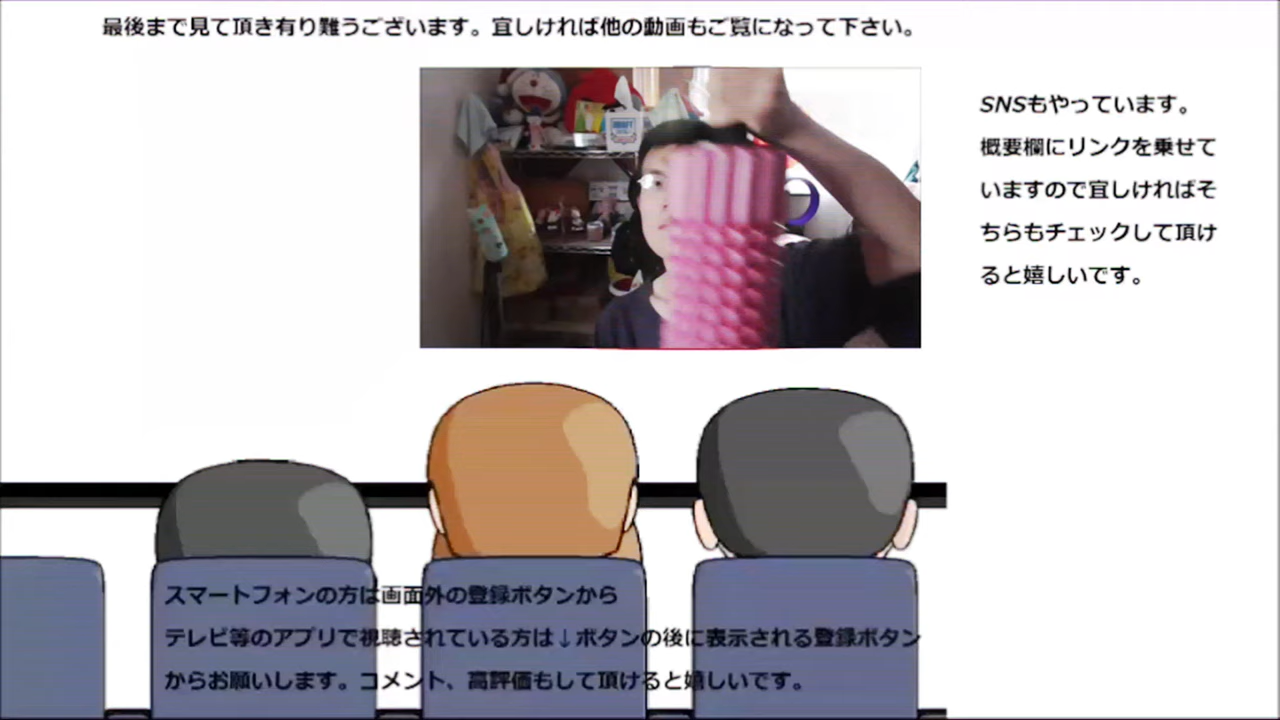 最後まで見て頂き有り難うございます。宜しければ他の動画もご覧になって下さい。
SNSもやっています。
概要欄にリンクを乗せて
いますので宜しければそ
ちらもチェックして頂け
ると嬉しいです。
スマートフォンの方は画面外の登録ボタンから
テレビ等のアプリで視聴されている方は↓ボタンの後に表示される登録ボタン
からお願いします。コメント、高評価もして頂けると嬉しいです。